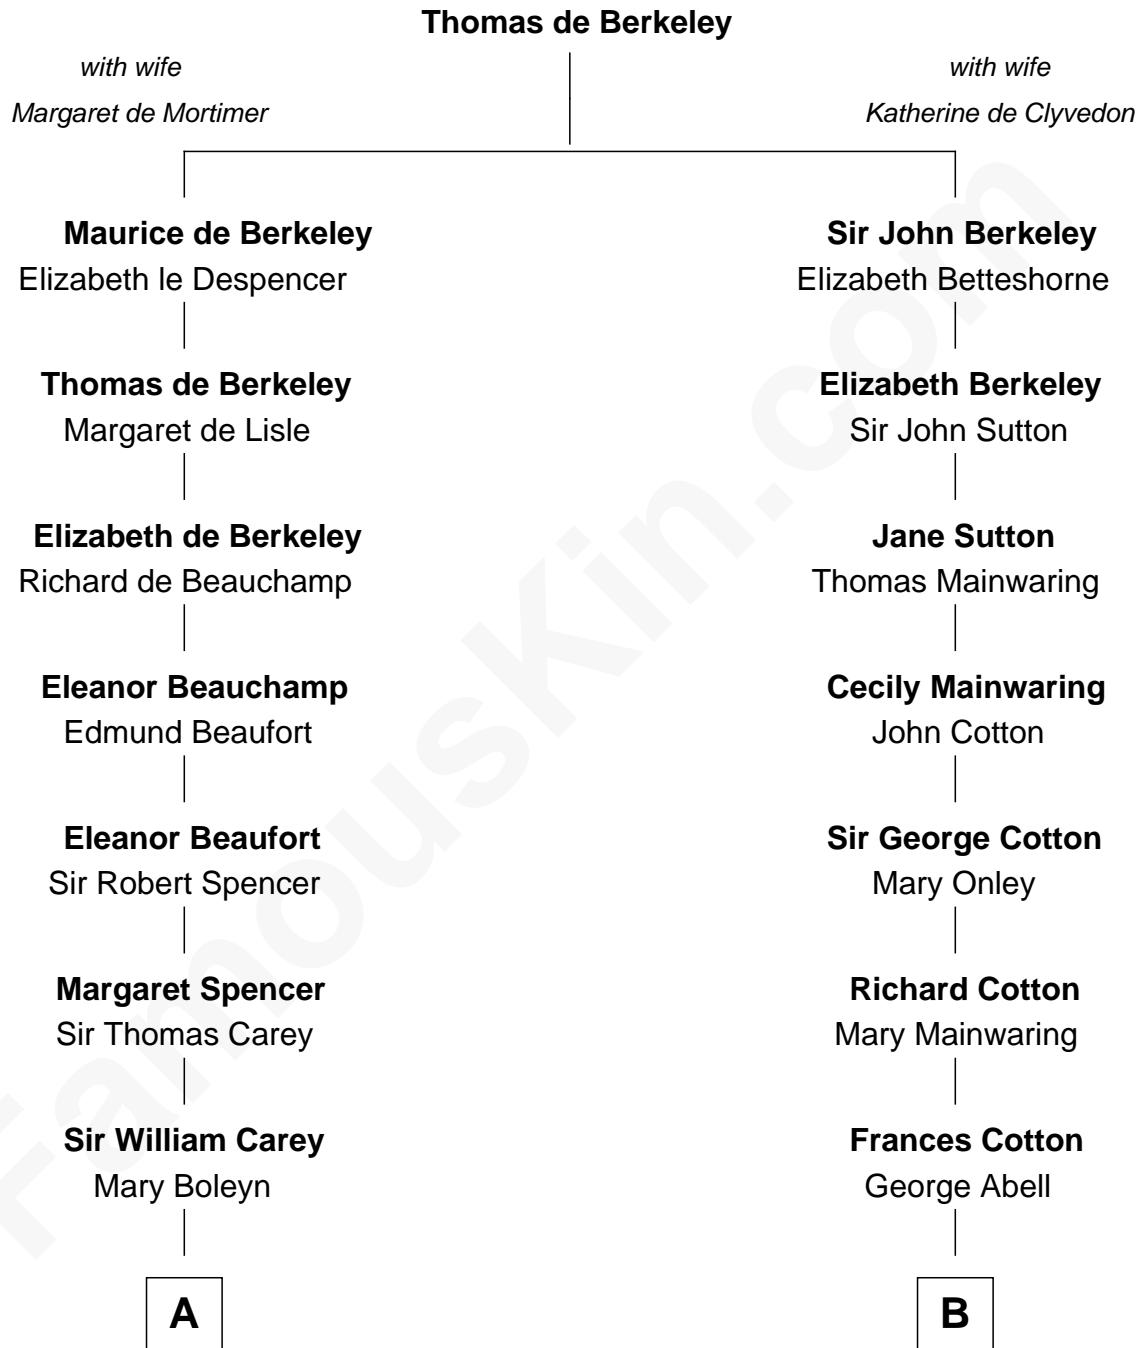 Thomas de Berkeley
with wife
Margaret de Mortimer
with wife
Katherine de Clyvedon
Maurice de Berkeley
Elizabeth le Despencer
Sir John Berkeley
Elizabeth Betteshorne
Thomas de Berkeley
Margaret de Lisle
Elizabeth Berkeley
Sir John Sutton
Elizabeth de Berkeley
Richard de Beauchamp
Jane Sutton
Thomas Mainwaring
Eleanor Beauchamp
Edmund Beaufort
Cecily Mainwaring
John Cotton
Eleanor Beaufort
Sir Robert Spencer
Sir George Cotton
Mary Onley
Margaret Spencer
Sir Thomas Carey
Richard Cotton
Mary Mainwaring
Sir William Carey
Mary Boleyn
Frances Cotton
George Abell
A
B
FamousKin.com